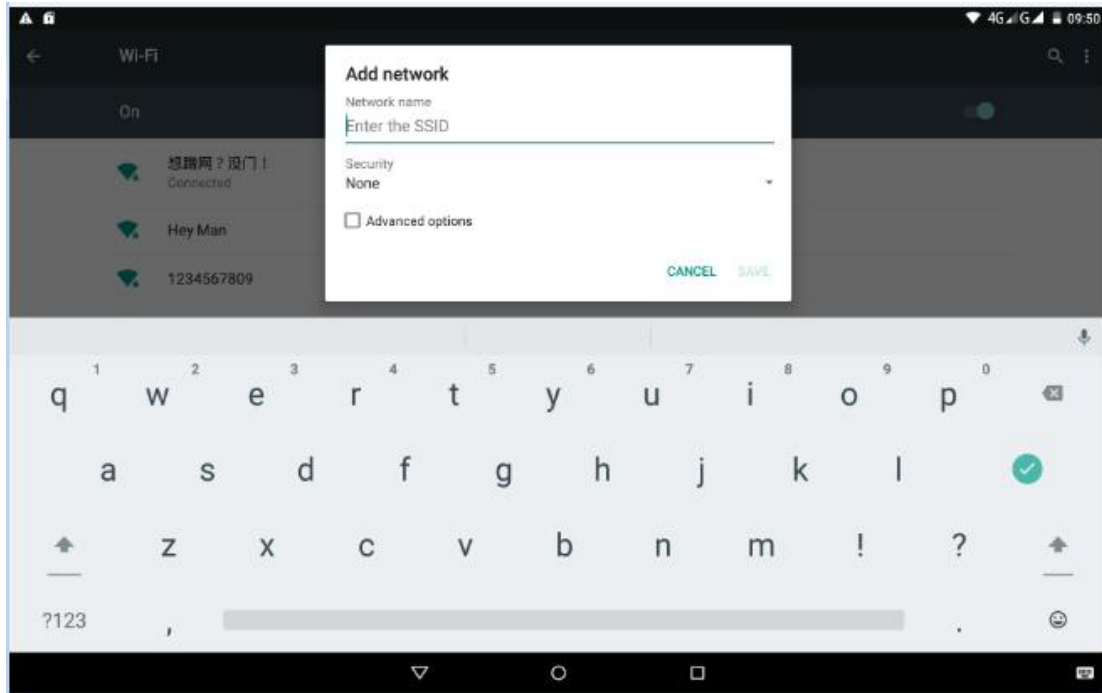 4G G 09:50
Wi-Fi
On
想蹭网？没门！
Connected
Hey Man
1234567809
Add network
Network name
Enter the SSID
Security
None
Advanced options
CANCEL SAVE
1 2 3 4 5 6 7 8 9 0
q w e r t y u i o p
a s d f g h j k l
z x c v b n m ! ?
?123 , .